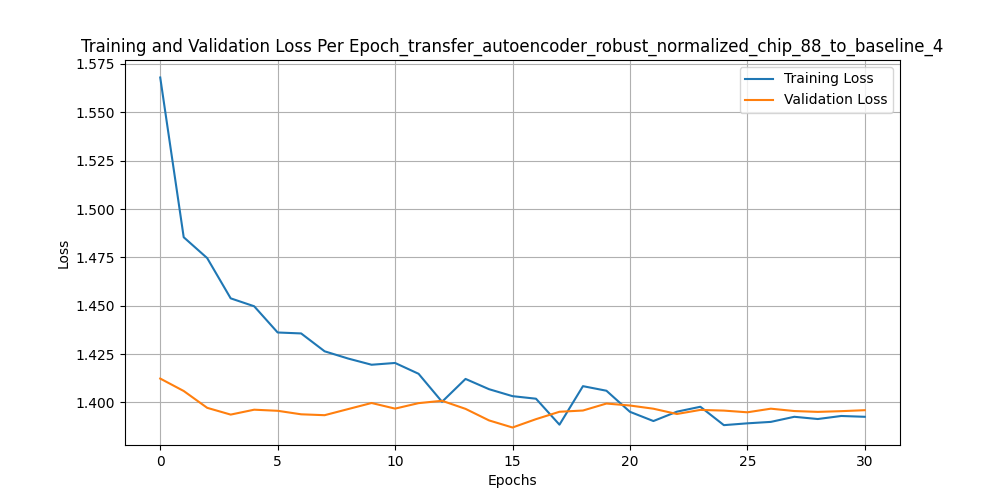 Training and Validation Loss Per Epoch_transfer_autoencoder_robust_normalized_chip_88_to_baseline_4
Training Loss
Validation Loss
Loss
1.575
1.550
1.525
1.500
1.475
1.450
1.425
1.400
0 5 10 15 20 25 30
Epochs